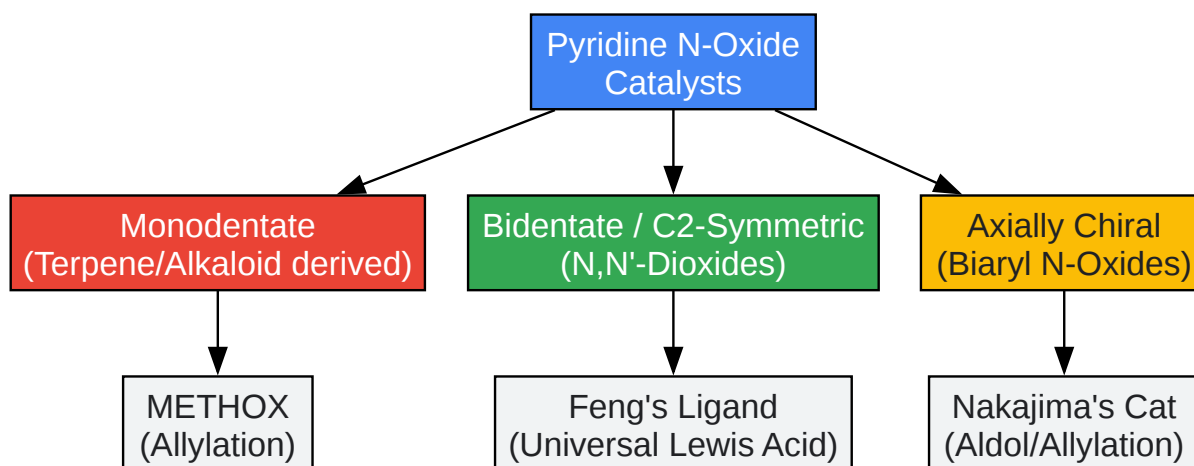 Pyridine N-Oxide
Catalysts
Monodentate
(Terpene/Alkaloid derived)
Bidentate / C2-Symmetric
(N,N'-Dioxides)
Axially Chiral
(Biaryl N-Oxides)
METHOX
(Allylation)
Feng's Ligand
(Universal Lewis Acid)
Nakajima's Cat
(Aldol/Allylation)